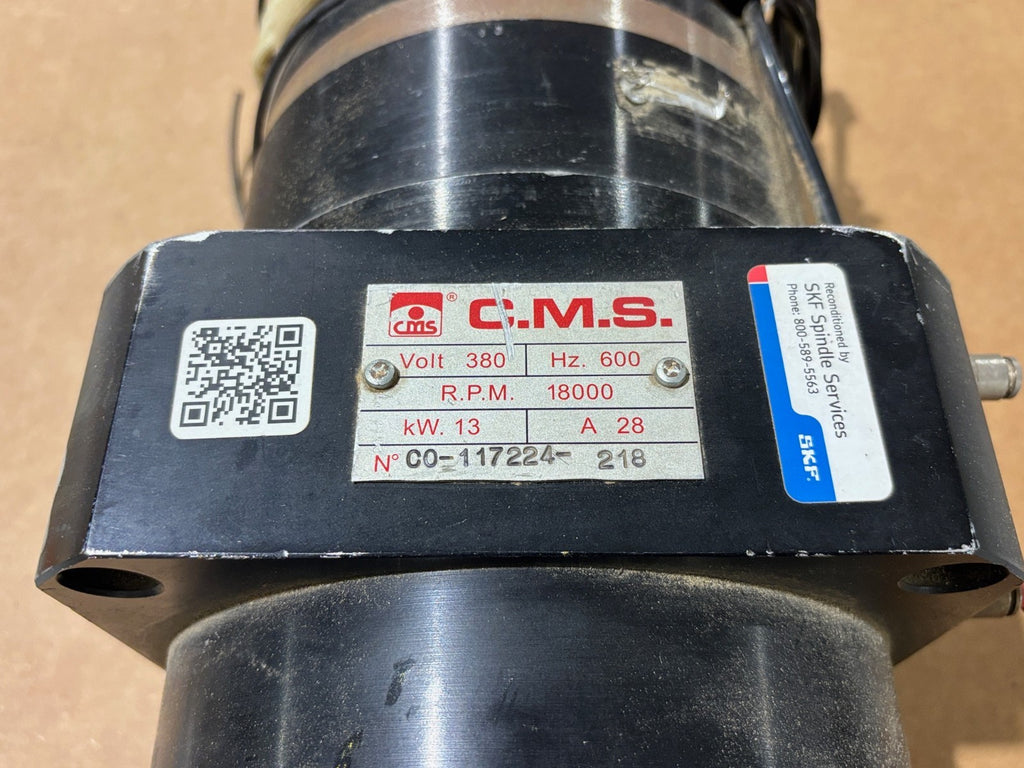 cms ® C.M.S.
Volt 380 Hz. 600
R.P.M. 18000
kW. 13 A 28
N° CO-117224- 218
Reconditioned by
SKF Spindle Services
Phone: 800-589-5563
SKF